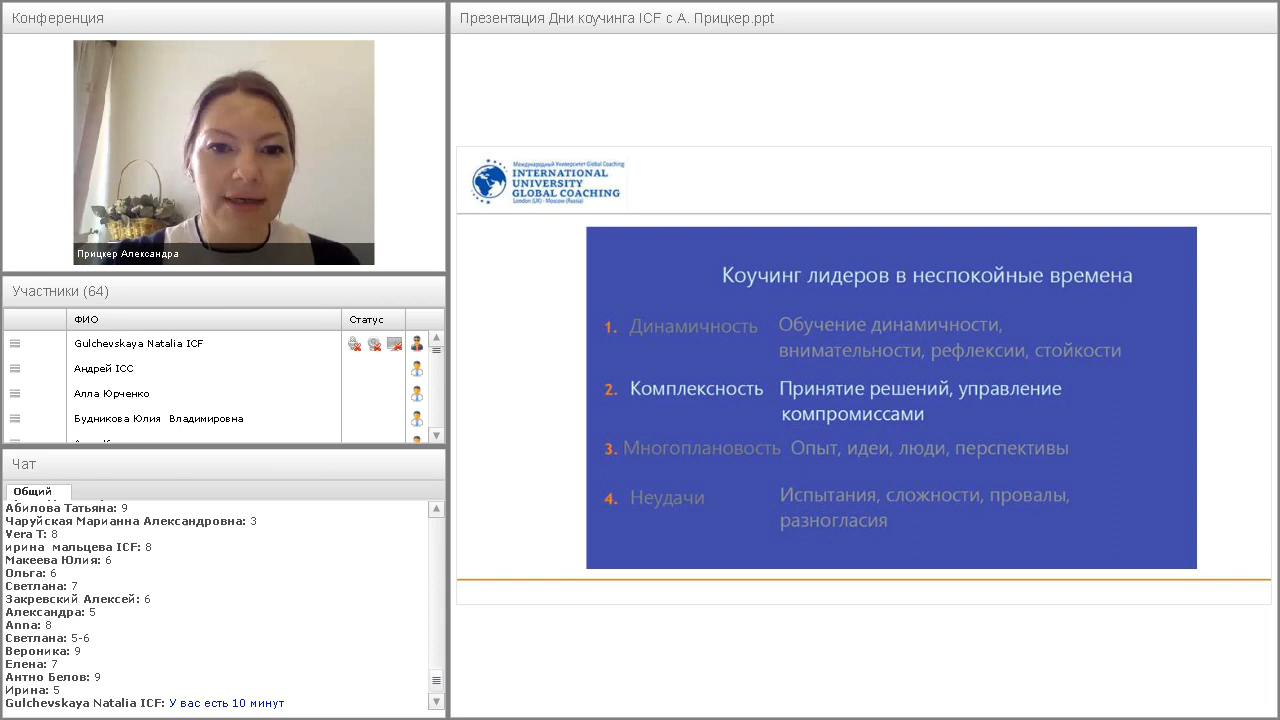 Конференция
Прицкер Александра
Участники (64)
ФИО
Статус
Gulchevskaya Natalia ICF
Андрей ICC
Алла Юрченко
Будникова Юлия Владимировна
Чат
Общий
Абилова Татьяна: 9
Чаруйская Марианна Александровна: 3
Vera T: 8
ирина мальцева ICF: 8
Макеева Юлия: 6
Ольга: 6
Светлана: 7
Закревский Алексей: 6
Александра: 5
Anna: 8
Светлана: 5-6
Вероника: 9
Елена: 7
Антно Белов: 9
Ирина: 5
Gulchevskaya Natalia ICF: У вас есть 10 минут
Презентация Дни коучинга ICF с А. Прицкер.ppt
Международный Университет Global Coaching
INTERNATIONAL
UNIVERSITY
GLOBAL COACHING
London (UK) - Moscow (Russia)
Коучинг лидеров в неспокойные времена
1. Динамичность Обучение динамичности,
внимательности, рефлексии, стойкости
2. Комплексность Принятие решений, управление
компромиссами
3. Многоплановость Опыт, идеи, люди, перспективы
4. Неудачи Испытания, сложности, провалы,
разногласия